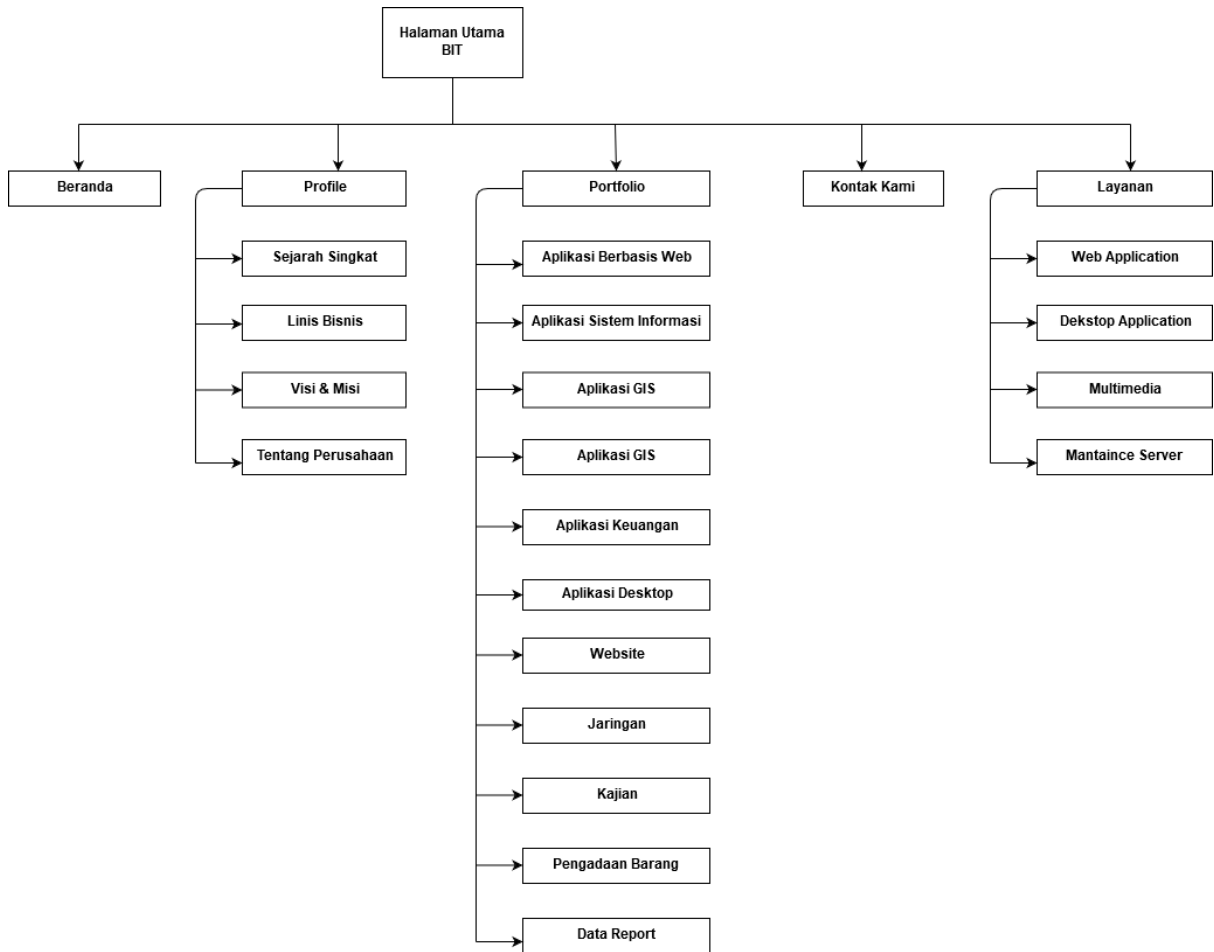 Halaman Utama
BIT
Beranda
Profile
Portfolio
Kontak Kami
Layanan
Sejarah Singkat
Linis Bisnis
Visi & Misi
Tentang Perusahaan
Aplikasi Berbasis Web
Aplikasi Sistem Informasi
Aplikasi GIS
Aplikasi GIS
Aplikasi Keuangan
Aplikasi Desktop
Website
Jaringan
Kajian
Pengadaan Barang
Data Report
Web Application
Dekstop Application
Multimedia
Mantaince Server